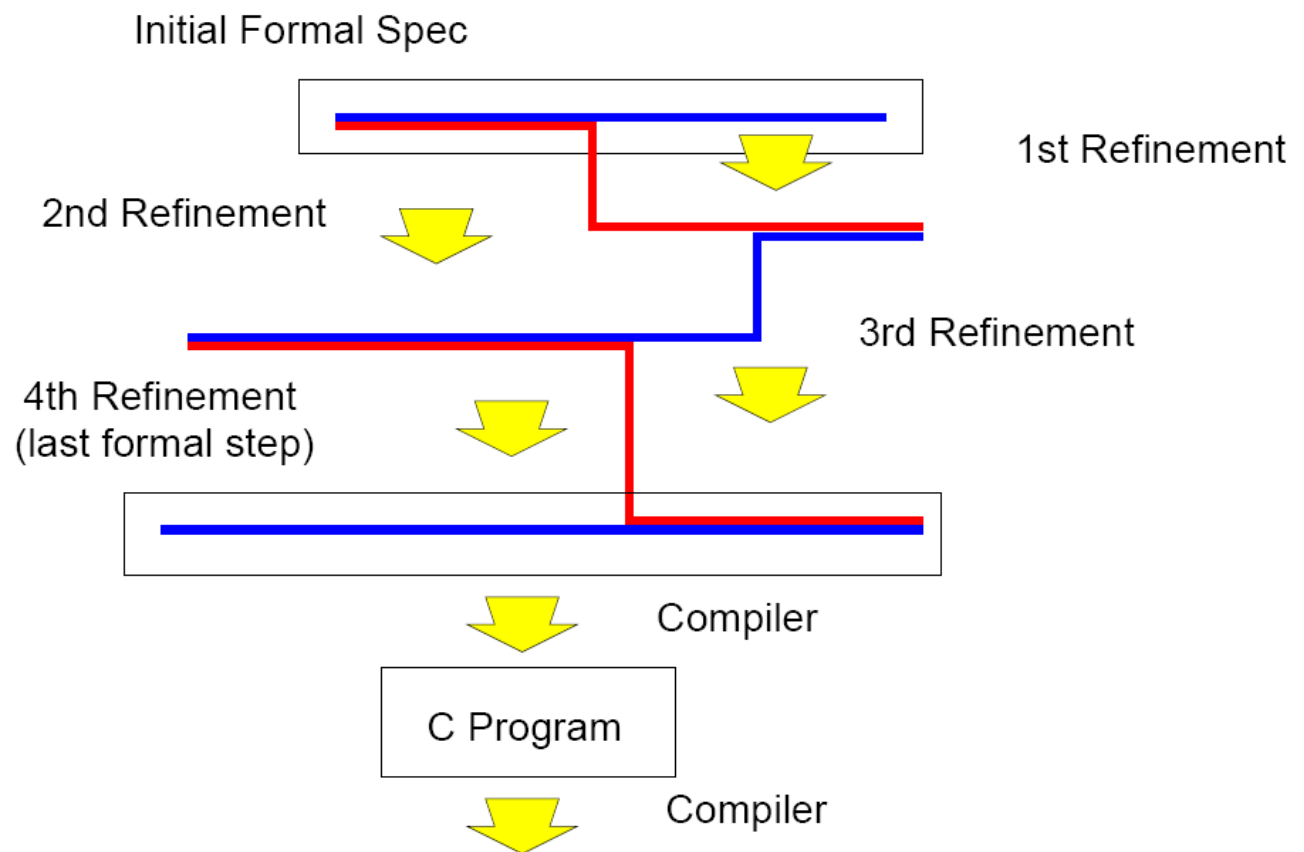 Initial Formal Spec
1st Refinement
2nd Refinement
3rd Refinement
4th Refinement
(last formal step)
Compiler
C Program
Compiler